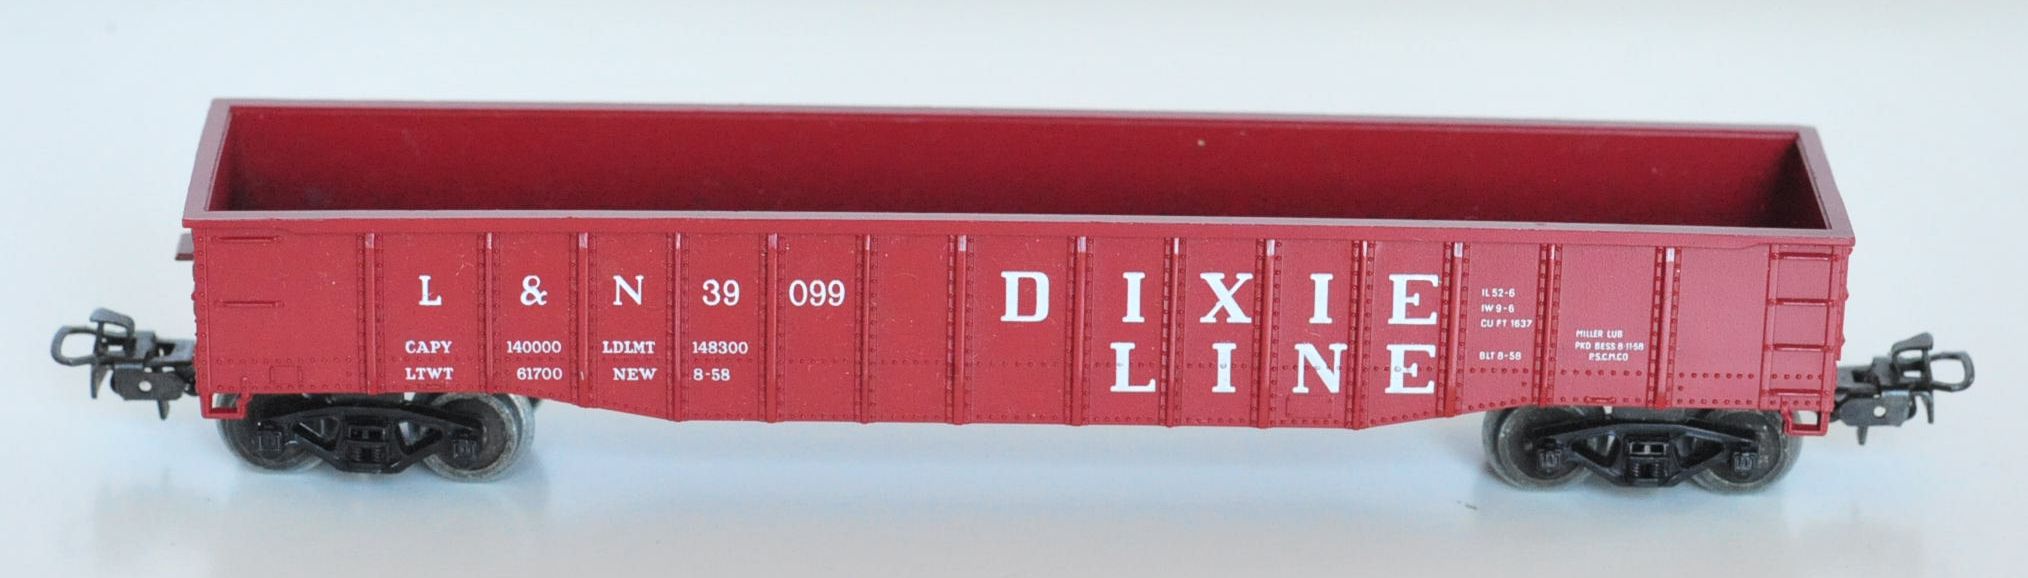 L & N 39 099
CAPY 140000 LDLMT 148300
LTWT 61700 NEW 8-58
DIXIE
LINE
IL 52-6
IW 9-6
CU FT 1637
BLT 8-58
MILLER LUB
PKD BESS 8-11-58
P.S.C.M.CO